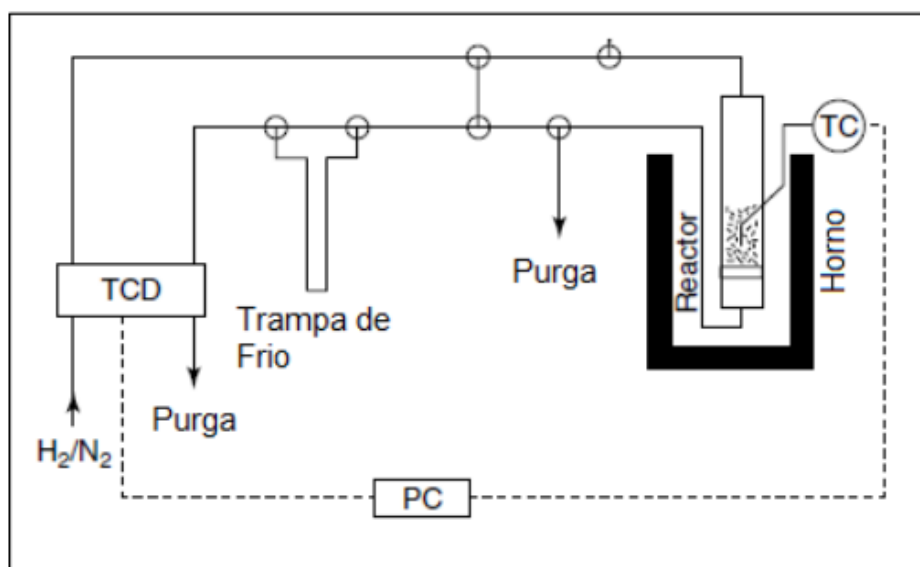 TC
Reactor
Horno
Purga
TCD
Trampa de
Frio
Purga
H₂/N₂
PC